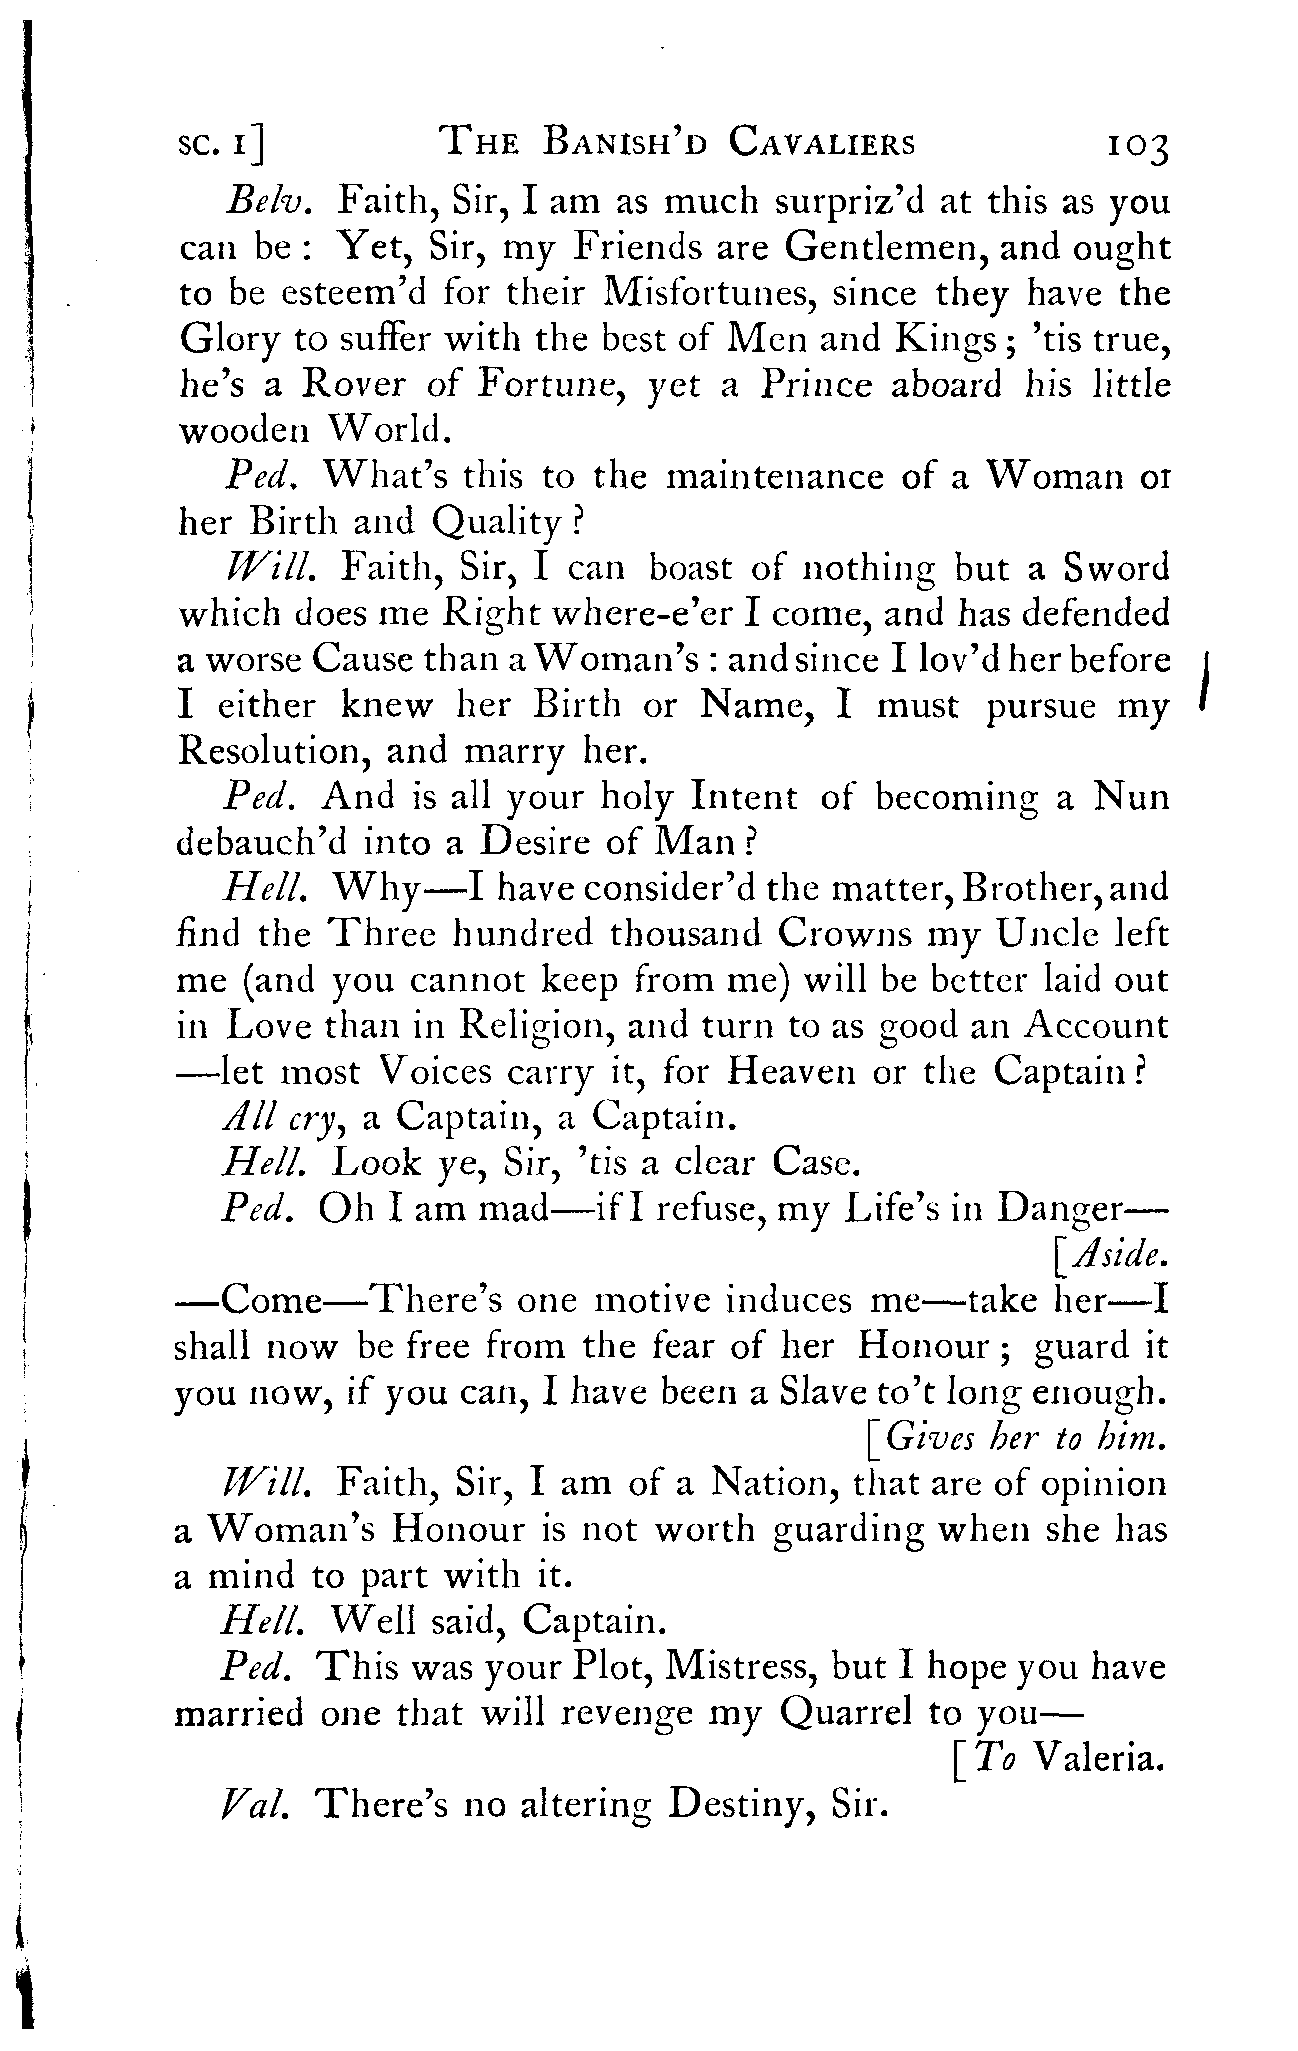 sc. 1] The Banish'd Cavaliers 103
Belv. Faith, Sir, I am as much surpriz'd at this as you
can be : Yet, Sir, my Friends are Gentlemen, and ought
to be esteem'd for their Misfortunes, since they have the
Glory to suffer with the best of Men and Kings ; 'tis true,
he's a Rover of Fortune, yet a Prince aboard his little
wooden World.
Ped. What's this to the maintenance of a Woman or
her Birth and Quality ?
Will. Faith, Sir, I can boast of nothing but a Sword
which does me Right where-e'er I come, and has defended
a worse Cause than a Woman's : and since I lov'd her before
I either knew her Birth or Name, I must pursue my
Resolution, and marry her.
Ped. And is all your holy Intent of becoming a Nun
debauch'd into a Desire of Man ?
Hell. Why—I have consider'd the matter, Brother, and
find the Three hundred thousand Crowns my Uncle left
me (and you cannot keep from me) will be better laid out
in Love than in Religion, and turn to as good an Account
—let most Voices carry it, for Heaven or the Captain ?
All cry, a Captain, a Captain.
Hell. Look ye, Sir, 'tis a clear Case.
Ped. Oh I am mad—if I refuse, my Life's in Danger—
[Aside.
—Come—There's one motive induces me—take her—I
shall now be free from the fear of her Honour ; guard it
you now, if you can, I have been a Slave to't long enough.
[Gives her to him.
Will. Faith, Sir, I am of a Nation, that are of opinion
a Woman's Honour is not worth guarding when she has
a mind to part with it.
Hell. Well said, Captain.
Ped. This was your Plot, Mistress, but I hope you have
married one that will revenge my Quarrel to you—
[To Valeria.
Val. There's no altering Destiny, Sir.